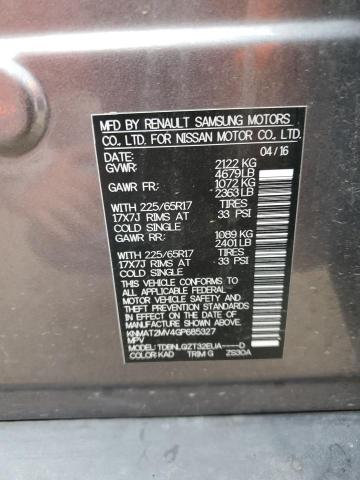 MFD BY RENAULT SAMSUNG MOTORS
CO., LTD. FOR NISSAN MOTOR CO., LTD.
DATE: 04/16
GVWR: 2122 KG
4679LB
GAWR FR: 1072 KG
2363LB
WITH 225/65R17 TIRES
17X7J RIMS AT 33 PSI
COLD SINGLE
GAWR RR: 1089 KG
2401LB
WITH 225/65R17 TIRES
17X7J RIMS AT 33 PSI
COLD SINGLE
THIS VEHICLE CONFORMS TO
ALL APPLICABLE FEDERAL
MOTOR VEHICLE SAFETY
STANDARDS IN EFFECT ON
THE DATE OF
MANUFACTURE SHOWN ABOVE.
KNMAT2MV4GP685327
MPV
MODEL: TDBNLQZT32EUA----D
COLOR:KAD TRIM:G ZS30A